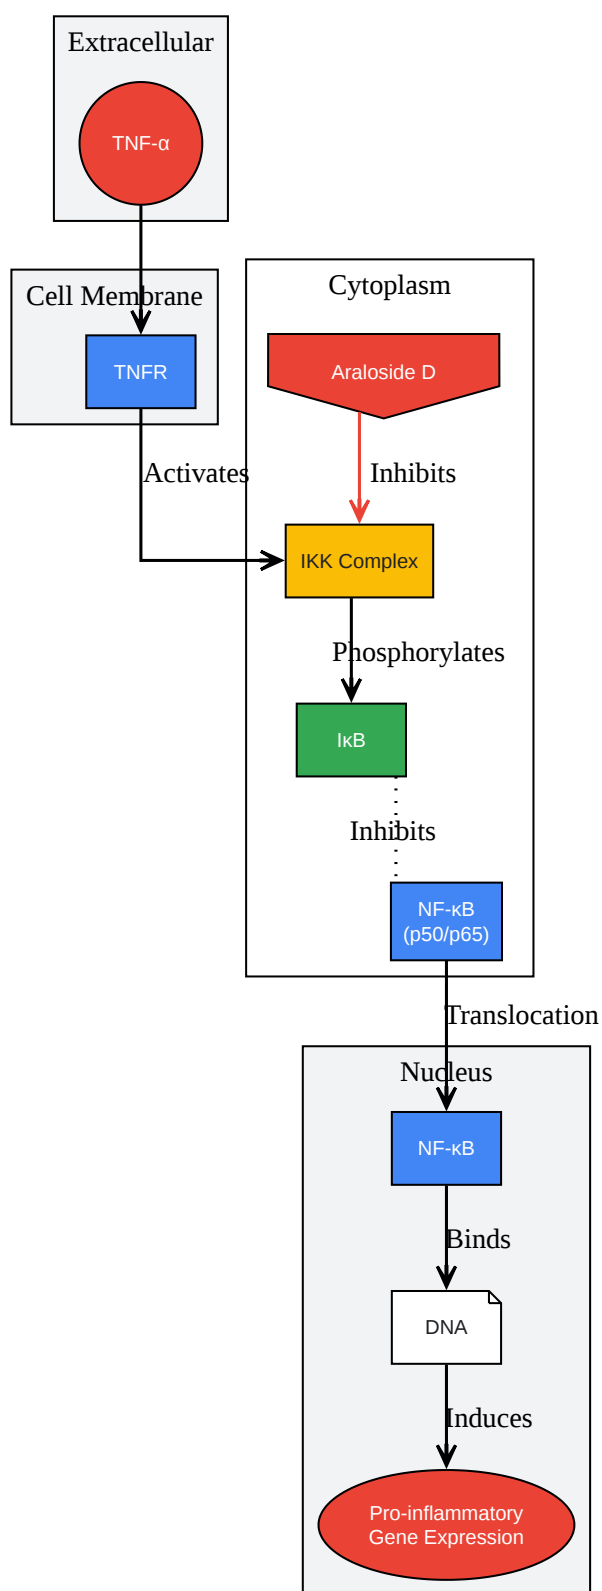 Extracellular
TNF-α
Cell Membrane
TNFR
Cytoplasm
Araloside D
Activates
Inhibits
IKK Complex
Phosphorylates
IκB
Inhibits
NF-κB
(p50/p65)
Translocation
Nucleus
NF-κB
Binds
DNA
Induces
Pro-inflammatory
Gene Expression